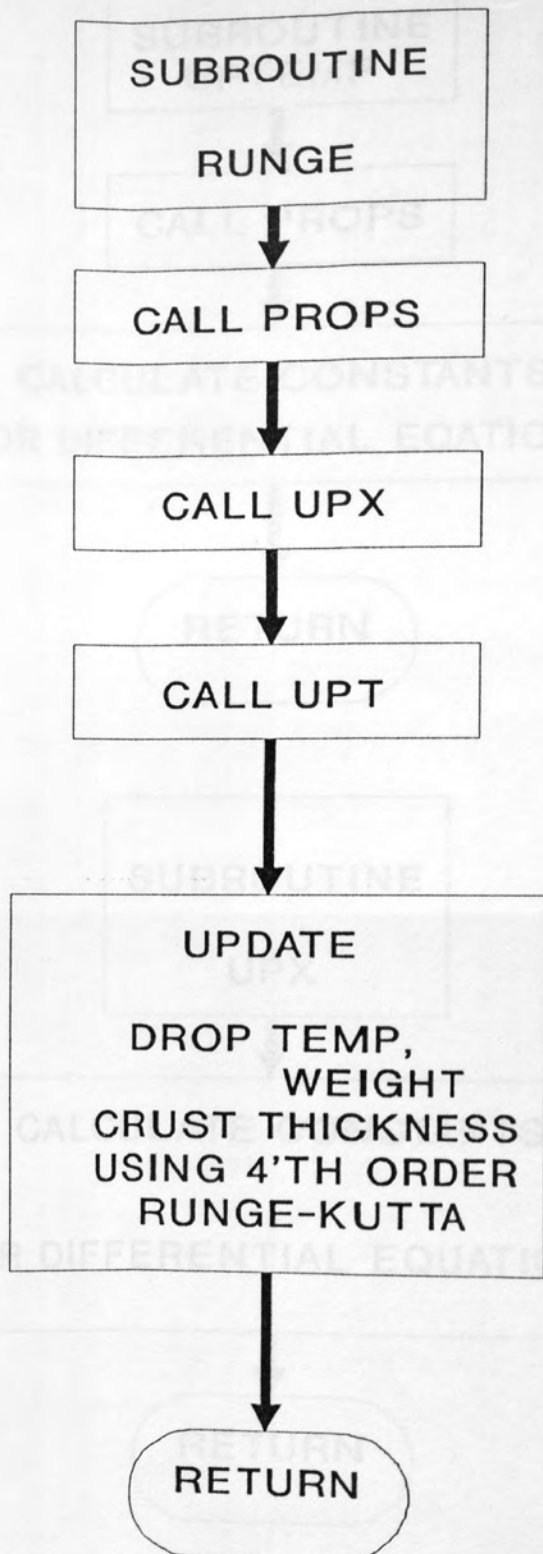 SUBROUTINE
RUNGE
CALL PROPS
CALL UPX
CALL UPT
UPDATE
DROP TEMP,
WEIGHT
CRUST THICKNESS
USING 4'TH ORDER
RUNGE-KUTTA
RETURN